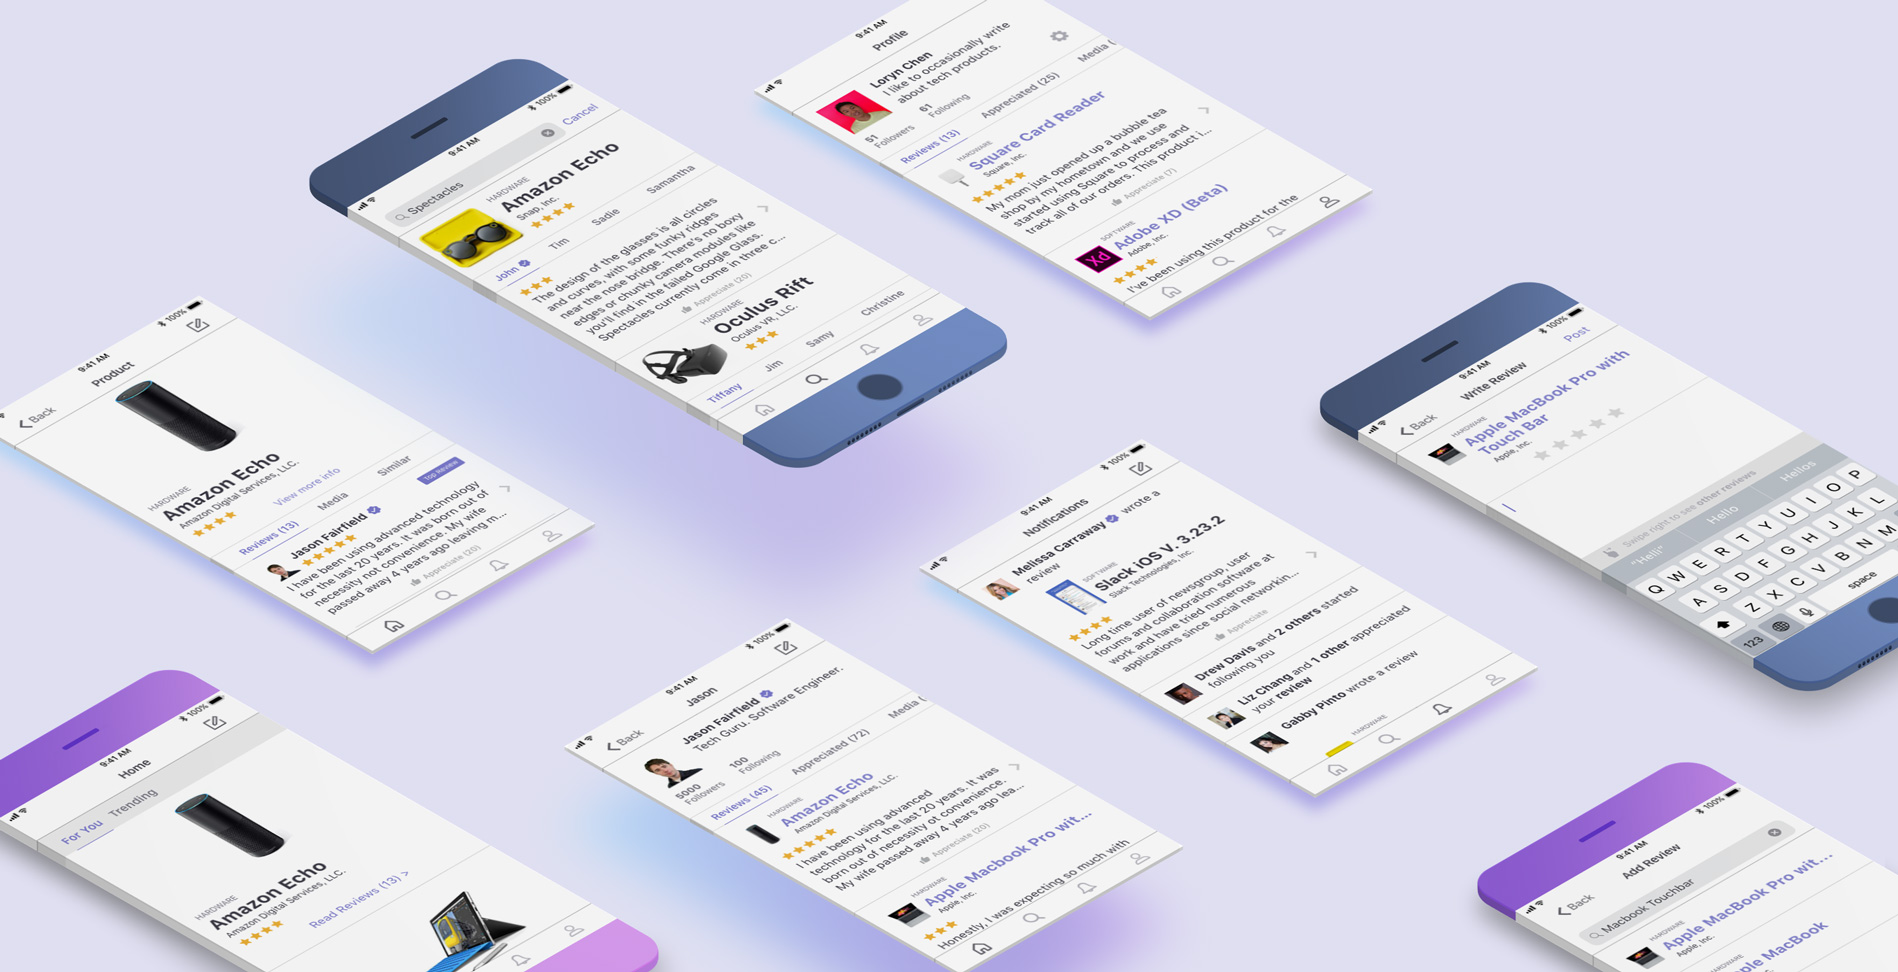 9:41 AM
100%
Cancel
Spectacles
HARDWARE
Amazon Echo
Snap, Inc.
John
Tim
Sadie
Samantha
The design of the glasses is all circles
and curves, with some funky ridges
near the nose bridge. There's no boxy
edges or chunky camera modules like
you'll find in the failed Google Glass.
Spectacles currently come in three c...
Appreciate (20)
HARDWARE
Oculus Rift
Oculus VR, LLC.
Tiffany
Jim
Samy
Christine
9:41 AM
Profile
Loryn Chen
I like to occasionally write
about tech products.
51
Followers
61
Following
Reviews (13)
Appreciated (25)
Media (
HARDWARE
Square Card Reader
Square, Inc.
My mom just opened up a bubble tea
shop by my hometown and we use
started using Square to process and
track all of our orders. This product i...
Appreciate (7)
SOFTWARE
Adobe XD (Beta)
Adobe, Inc.
Xd
I've been using this product for the
9:41 AM
100%
Product
Back
HARDWARE
Amazon Echo
Amazon Digital Services, LLC.
View more info
Reviews (13)
Media
Similar
Top Review
Jason Fairfield
I have been using advanced technology
for the last 20 years. It was born out of
necessity not convenience. My wife
passed away 4 years ago leaving m...
Appreciate (20)
9:41 AM
100%
Write Review
Back
Post
HARDWARE
Apple MacBook Pro with
Touch Bar
Apple, Inc.
Swipe right to see other reviews
"Hell"
Hello
Hellos
Q W E R T Y U I O P
A S D F G H J K L
Z X C V B N M
123
space
9:41 AM
100%
Notifications
Melissa Carraway wrote a
review
SOFTWARE
Slack iOS V. 3.23.2
Slack Technologies, Inc.
Long time user of newsgroup, user
forums and collaboration software at
work and have tried numerous
applications since social networkin...
Appreciate
Drew Davis and 2 others started
following you
Liz Chang and 1 other appreciated
your review
Gabby Pinto wrote a review
HARDWARE
9:41 AM
100%
Home
For You
Trending
HARDWARE
Amazon Echo
Amazon Digital Services, LLC.
Read Reviews (13) >
9:41 AM
100%
Jason
Back
Jason Fairfield
Tech Guru. Software Engineer.
5000
Followers
100
Following
Reviews (45)
Appreciated (72)
Media (
HARDWARE
Amazon Echo
Amazon Digital Services, LLC.
I have been using advanced
technology for the last 20 years. It was
born out of necessity ot convenience.
My wife passed away 4 years ago lea...
Appreciate (20)
HARDWARE
Apple Macbook Pro wit...
Apple, Inc.
Honestly, I was expecting so much with
9:41 AM
100%
Add Review
Back
Macbook Touchbar
HARDWARE
Apple MacBook Pro wit...
Apple, Inc.
HARDWARE
Apple MacBook